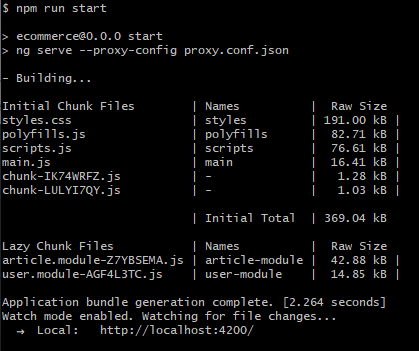 $ npm run start
> ecommerce@0.0.0 start
> ng serve --proxy-config proxy.conf.json
- Building...
Initial Chunk Files | Names | Raw Size
styles.css | styles | 191.00 kB |
polyfills.js | polyfills | 82.71 kB |
scripts.js | scripts | 76.61 kB |
main.js | main | 16.41 kB |
chunk-IK74WRFZ.js | - | 1.28 kB |
chunk-LULYI7QY.js | - | 1.03 kB |
| Initial Total | 369.04 kB
Lazy Chunk Files | Names | Raw Size
article.module-Z7YBSEMA.js | article-module | 42.88 kB |
user.module-AGF4L3TC.js | user-module | 14.85 kB |
Application bundle generation complete. [2.264 seconds]
Watch mode enabled. Watching for file changes...
→ Local: http://localhost:4200/